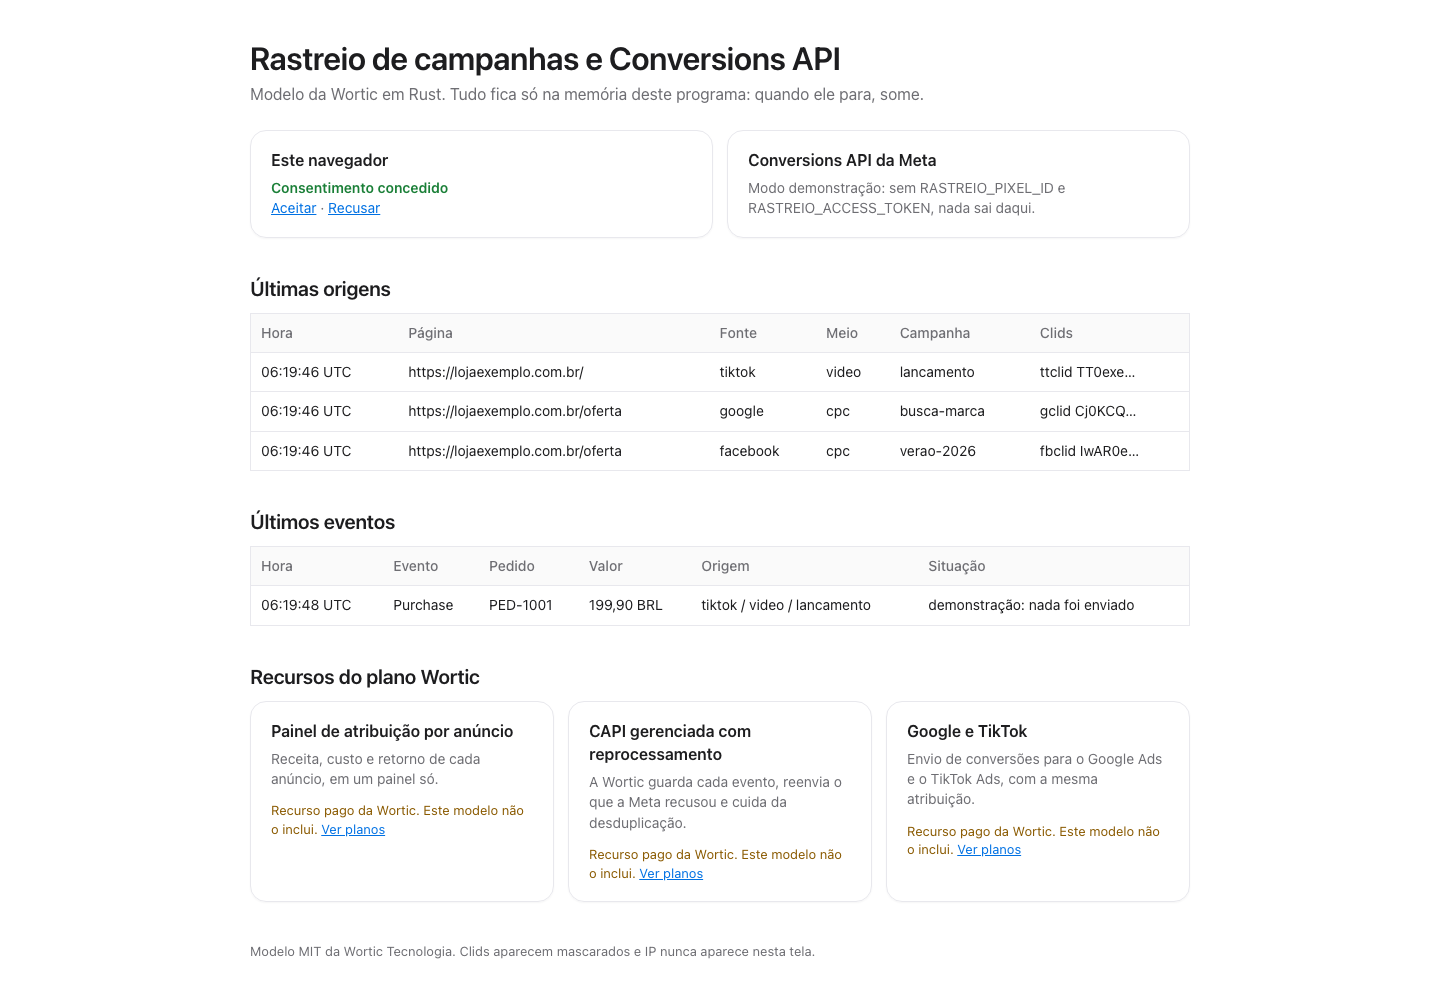 Rastreio de campanhas e Conversions API
Modelo da Wortic em Rust. Tudo fica só na memória deste programa: quando ele para, some.
Este navegador
Consentimento concedido
Aceitar · Recusar
Conversions API da Meta
Modo demonstração: sem RASTREIO_PIXEL_ID e
RASTREIO_ACCESS_TOKEN, nada sai daqui.
Últimas origens
Hora Página Fonte Meio Campanha Clids
06:19:46 UTC https://lojaexemplo.com.br/ tiktok video lancamento ttclid TT0exe…
06:19:46 UTC https://lojaexemplo.com.br/oferta google cpc busca-marca gclid Cj0KCQ…
06:19:46 UTC https://lojaexemplo.com.br/oferta facebook cpc verao-2026 fbclid IwAR0e…
Últimos eventos
Hora Evento Pedido Valor Origem Situação
06:19:48 UTC Purchase PED-1001 199,90 BRL tiktok / video / lancamento demonstração: nada foi enviado
Recursos do plano Wortic
Painel de atribuição por anúncio
Receita, custo e retorno de cada
anúncio, em um painel só.
Recurso pago da Wortic. Este modelo não
o inclui. Ver planos
CAPI gerenciada com
reprocessamento
A Wortic guarda cada evento, reenvia o
que a Meta recusou e cuida da
desduplicação.
Recurso pago da Wortic. Este modelo não
o inclui. Ver planos
Google e TikTok
Envio de conversões para o Google Ads
e o TikTok Ads, com a mesma
atribuição.
Recurso pago da Wortic. Este modelo não
o inclui. Ver planos
Modelo MIT da Wortic Tecnologia. Clids aparecem mascarados e IP nunca aparece nesta tela.